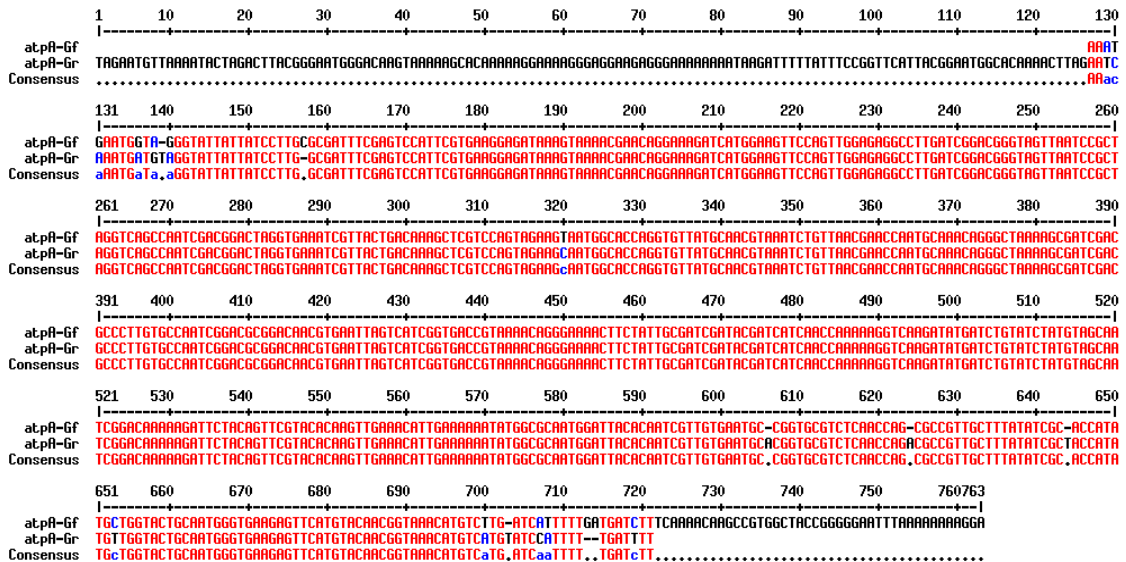 1 10 20 30 40 50 60 70 80 90 100 110 120 130
|--------+---------+---------+---------+---------+---------+---------+---------+---------+---------+---------+---------+---------|
atpA-Gf AAAT
atpA-Gr TAGAATGTTAAAATACTAGACTTACGGGAATGGGACAAGTAAAAAGCACAAAAAGGAAAAGGGAGGAAGAGGGAAAAAAAAATAAGATTTTTATTTCCGGTTCATTACGGAATGGCACAAAACTTAGAATC
Consensus ..............................................................................................................................AAac
131 140 150 160 170 180 190 200 210 220 230 240 250 260
|--------+---------+---------+---------+---------+---------+---------+---------+---------+---------+---------+---------+---------|
atpA-Gf GAATGGTA-GGGTATTATTATCCTTGCGCGATTTCGAGTCCATTCGTGAAGGAGATAAAGTAAAACGAACAGGAAAGATCATGGAAGTTCCAGTTGGAGAGGCCTTGATCGGACGGGTAGTTAATCCGCT
atpA-Gr AAATGATGTAGGTATTATTATCCTTG-GCGATTTCGAGTCCATTCGTGAAGGAGATAAAGTAAAACGAACAGGAAAGATCATGGAAGTTCCAGTTGGAGAGGCCTTGATCGGACGGGTAGTTAATCCGCT
Consensus aAATGaTa.aGGTATTATTATCCTTG.GCGATTTCGAGTCCATTCGTGAAGGAGATAAAGTAAAACGAACAGGAAAGATCATGGAAGTTCCAGTTGGAGAGGCCTTGATCGGACGGGTAGTTAATCCGCT
261 270 280 290 300 310 320 330 340 350 360 370 380 390
|--------+---------+---------+---------+---------+---------+---------+---------+---------+---------+---------+---------+---------|
atpA-Gf AGGTCAGCCAATCGACGGACTAGGTGAAATCGTTACTGACAAAGCTCGTCCAGTAGAAGTAATGGCACCAGGTGTTATGCAACGTAAATCTGTTAACGAACCAATGCAAACAGGGCTAAAAGCGATCGAC
atpA-Gr AGGTCAGCCAATCGACGGACTAGGTGAAATCGTTACTGACAAAGCTCGTCCAGTAGAAGCAATGGCACCAGGTGTTATGCAACGTAAATCTGTTAACGAACCAATGCAAACAGGGCTAAAAGCGATCGAC
Consensus AGGTCAGCCAATCGACGGACTAGGTGAAATCGTTACTGACAAAGCTCGTCCAGTAGAAGcAATGGCACCAGGTGTTATGCAACGTAAATCTGTTAACGAACCAATGCAAACAGGGCTAAAAGCGATCGAC
391 400 410 420 430 440 450 460 470 480 490 500 510 520
|--------+---------+---------+---------+---------+---------+---------+---------+---------+---------+---------+---------+---------|
atpA-Gf GCCCTTGTGCCAATCGGACGCGGACAACGTGAATTAGTCATCGGTGACCGTAAAACAGGGAAAACTTCTATTGCGATCGATACGATCATCAACCAAAAAGGTCAAGATATGATCTGTATCTATGTAGCAA
atpA-Gr GCCCTTGTGCCAATCGGACGCGGACAACGTGAATTAGTCATCGGTGACCGTAAAACAGGGAAAACTTCTATTGCGATCGATACGATCATCAACCAAAAAGGTCAAGATATGATCTGTATCTATGTAGCAA
Consensus GCCCTTGTGCCAATCGGACGCGGACAACGTGAATTAGTCATCGGTGACCGTAAAACAGGGAAAACTTCTATTGCGATCGATACGATCATCAACCAAAAAGGTCAAGATATGATCTGTATCTATGTAGCAA
521 530 540 550 560 570 580 590 600 610 620 630 640 650
|--------+---------+---------+---------+---------+---------+---------+---------+---------+---------+---------+---------+---------|
atpA-Gf TCGGACAAAAAGATTCTACAGTTCGTACACAAGTTGAAACATTGAAAAAATATGGCGCAATGGATTACACAATCGTTGTGAATGC-CGGTGCGTCTCAACCAG-CGCCGTTGCTTTATATCGC-ACCATA
atpA-Gr TCGGACAAAAAGATTCTACAGTTCGTACACAAGTTGAAACATTGAAAAAATATGGCGCAATGGATTACACAATCGTTGTGAATGCACGGTGCGTCTCAACCAGACGCCGTTGCTTTATATCGCTACCATA
Consensus TCGGACAAAAAGATTCTACAGTTCGTACACAAGTTGAAACATTGAAAAAATATGGCGCAATGGATTACACAATCGTTGTGAATGC.CGGTGCGTCTCAACCAG.CGCCGTTGCTTTATATCGC.ACCATA
651 660 670 680 690 700 710 720 730 740 750 760763
|--------+---------+---------+---------+---------+---------+---------+---------+---------+---------+---------+--|
atpA-Gf TGCTGGTACTGCAATGGGTGAAGAGTTCATGTACAACGGTAAACATGTCTTG-ATCATTTTTGATGATCTTTCAAAACAAGCCGTGGCTACCGGGGGAATTTAAAAAAAAGGA
atpA-Gr TGTTGGTACTGCAATGGGTGAAGAGTTCATGTACAACGGTAAACATGTCATGTATCCATTTT--TGATTTT
Consensus TGcTGGTACTGCAATGGGTGAAGAGTTCATGTACAACGGTAAACATGTCaTG.ATCaaTTTT..TGATcTT..........................................